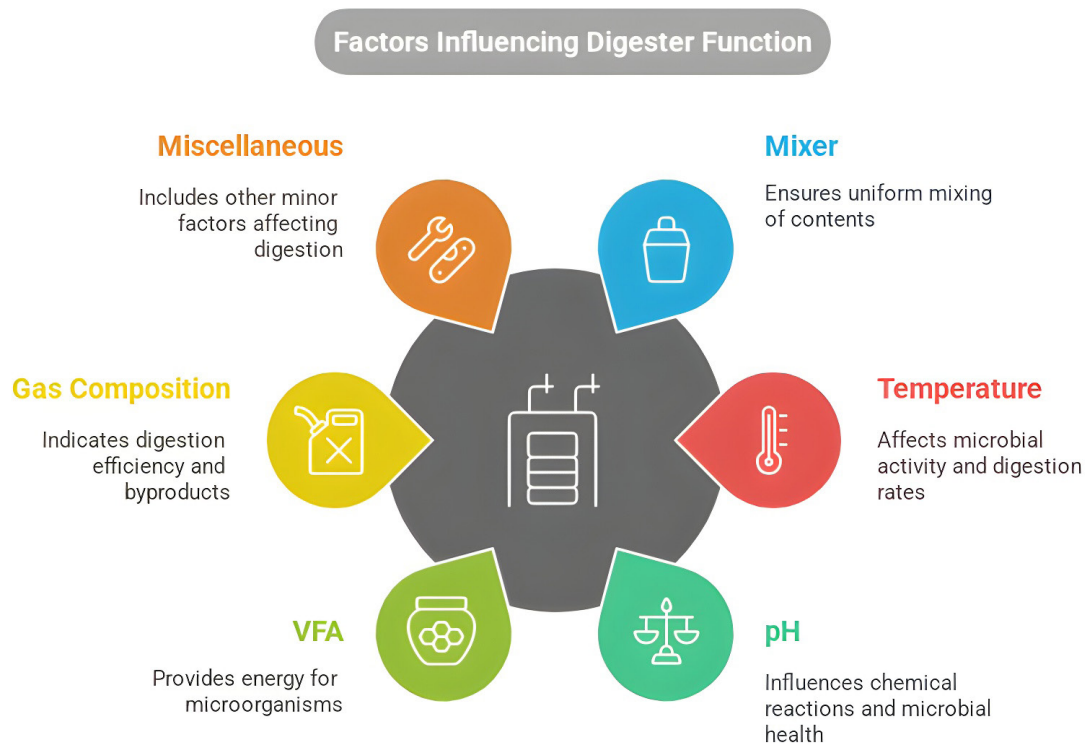 Factors Influencing Digester Function
Miscellaneous
Includes other minor
factors affecting
digestion
Mixer
Ensures uniform mixing
of contents
Gas Composition
Indicates digestion
efficiency and
byproducts
Temperature
Affects microbial
activity and digestion
rates
VFA
Provides energy for
microorganisms
pH
Influences chemical
reactions and microbial
health